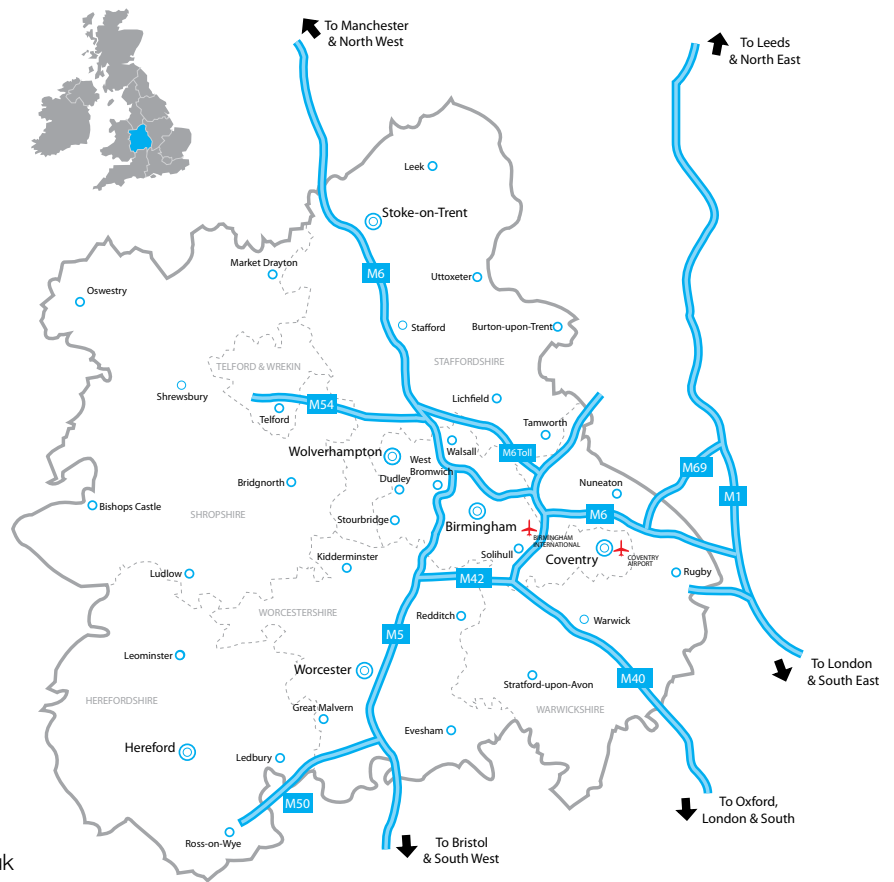 To Manchester
& North West
To Leeds
& North East
Leek
Stoke-on-Trent
Market Drayton
M6
Uttoxeter
Oswestry
Stafford
Burton-upon-Trent
TELFORD & WREKIN
STAFFORDSHIRE
Shrewsbury
M54
Telford
Lichfield
Tamworth
Wolverhampton
West
Bromwich
Walsall
M6 Toll
M69
Bridgnorth
Dudley
Nuneaton
M1
Bishops Castle
SHROPSHIRE
Stourbridge
Birmingham
M6
BIRMINGHAM
INTERNATIONAL
Kidderminster
Solihull
Coventry
COVENTRY
AIRPORT
Ludlow
M42
Rugby
WORCESTERSHIRE
Redditch
Warwick
M5
Leominster
Worcester
To London
& South East
Stratford-upon-Avon
M40
HEREFORDSHIRE
Great Malvern
WARWICKSHIRE
Hereford
Ledbury
Evesham
M50
To Oxford,
London & South
Ross-on-Wye
To Bristol
& South West
uk